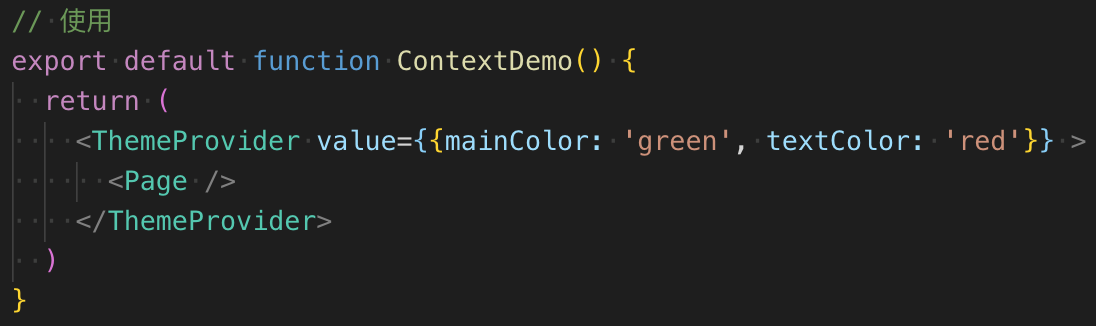 // 使用
export default function ContextDemo() {
  return (
    <ThemeProvider value={{mainColor: 'green', textColor: 'red'}} >
      <Page />
    </ThemeProvider>
  )
}